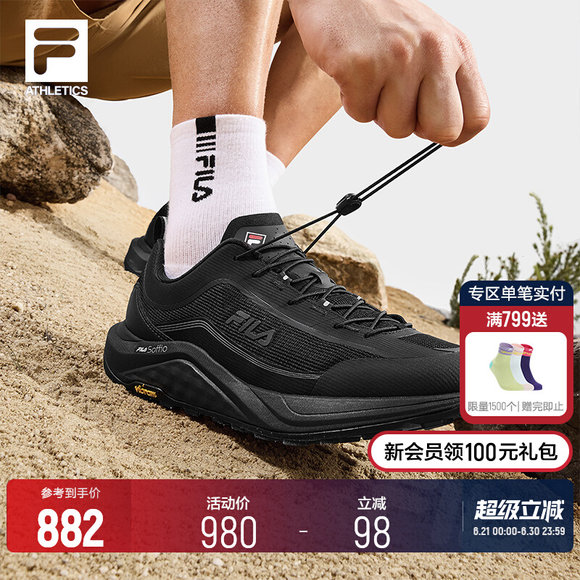 F
ATHLETICS
FILA
FILA
FILA Soffio
专区单笔实付
满799送
限量1500个|赠完即止
新会员领100元礼包
参考到手价
882
活动价
980
-
立减
98
超级立减
6.21 00:00-6.30 23:59